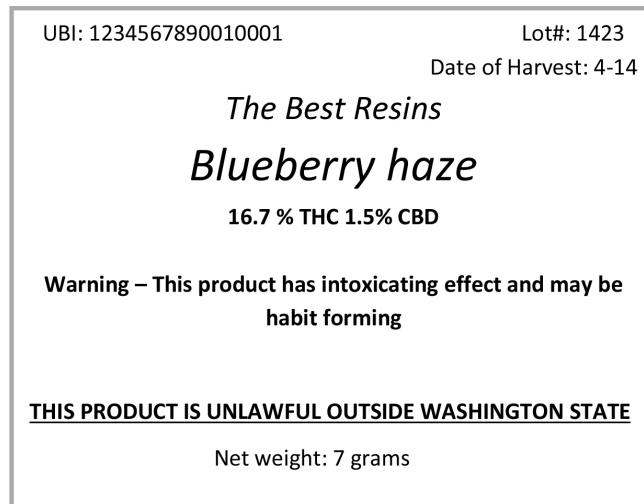 UBI: 1234567890010001 Lot#: 1423
Date of Harvest: 4-14
The Best Resins
Blueberry haze
16.7 % THC 1.5% CBD
Warning – This product has intoxicating effect and may be
habit forming
THIS PRODUCT IS UNLAWFUL OUTSIDE WASHINGTON STATE
Net weight: 7 grams